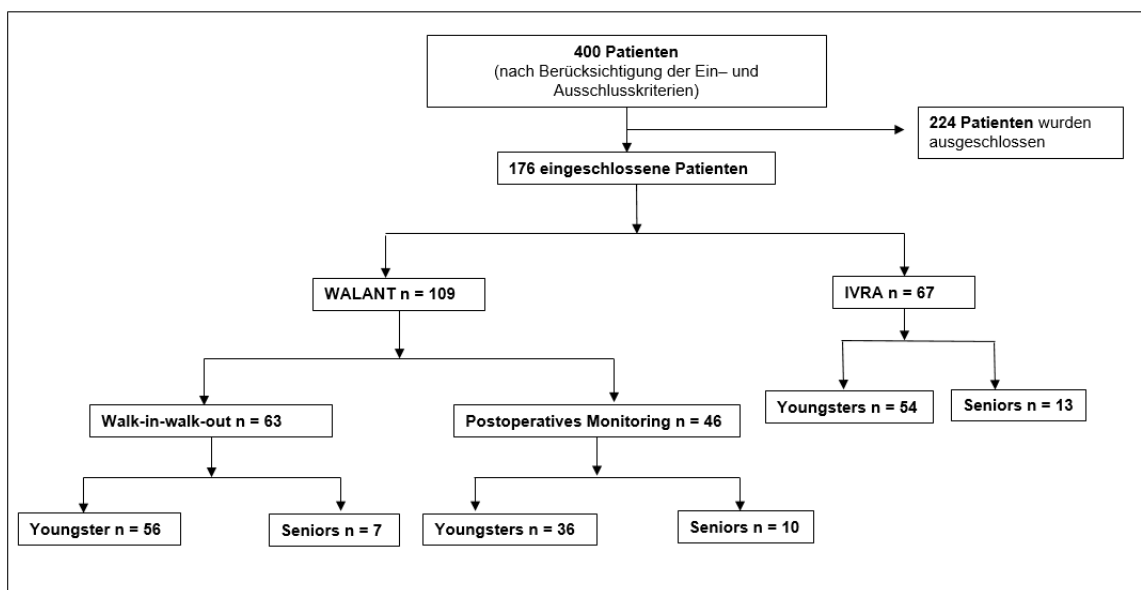 400 Patienten
(nach Berücksichtigung der Ein– und
Ausschlusskriterien)
224 Patienten wurden
ausgeschlossen
176 eingeschlossene Patienten
WALANT n = 109
IVRA n = 67
Walk-in-walk-out n = 63
Postoperatives Monitoring n = 46
Youngsters n = 54
Seniors n = 13
Youngster n = 56
Seniors n = 7
Youngsters n = 36
Seniors n = 10